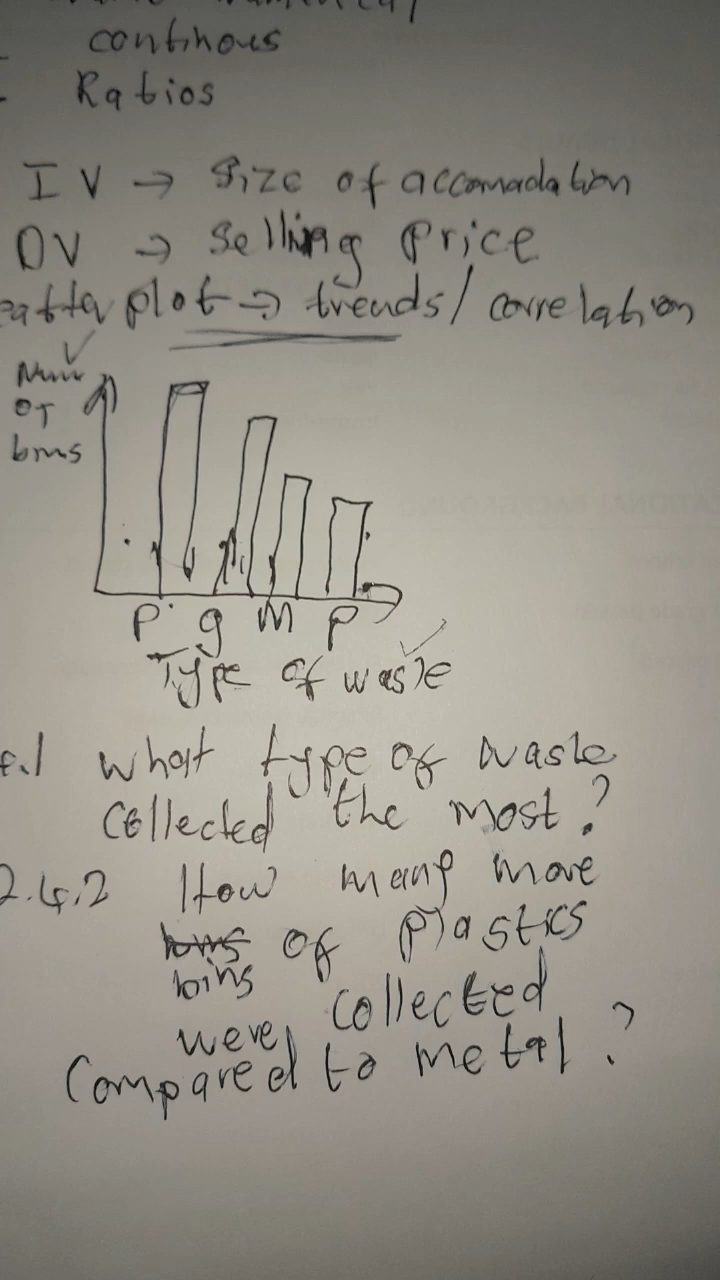 continous
Ratios
IV → Size of accomadation
DV → Selling price
plot → trends / correlation
OF
bins
P g M P
Type of waste
what type of waste
collected the most?
2.4.2 How many more
bins of plastics
were collected
Compared to metal?